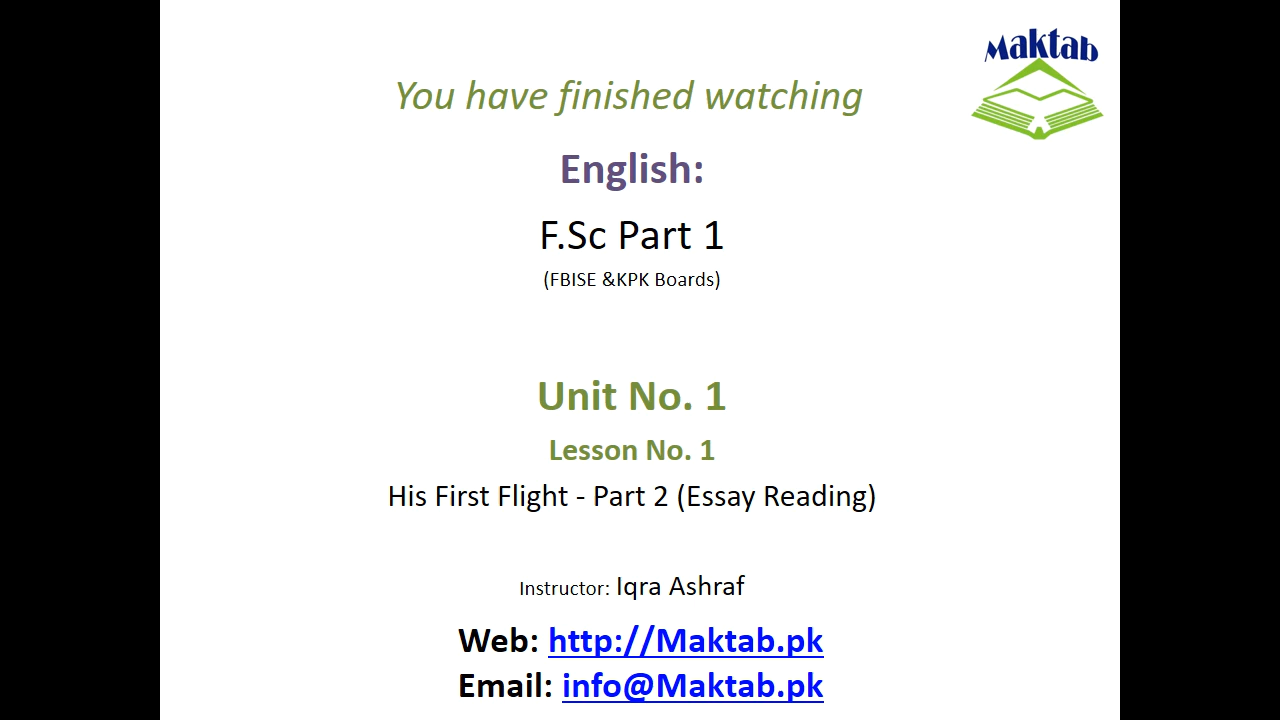 Maktab
You have finished watching
English:
F.Sc Part 1
(FBISE &KPK Boards)
Unit No. 1
Lesson No. 1
His First Flight - Part 2 (Essay Reading)
Instructor: Iqra Ashraf
Web: http://Maktab.pk
Email: info@Maktab.pk